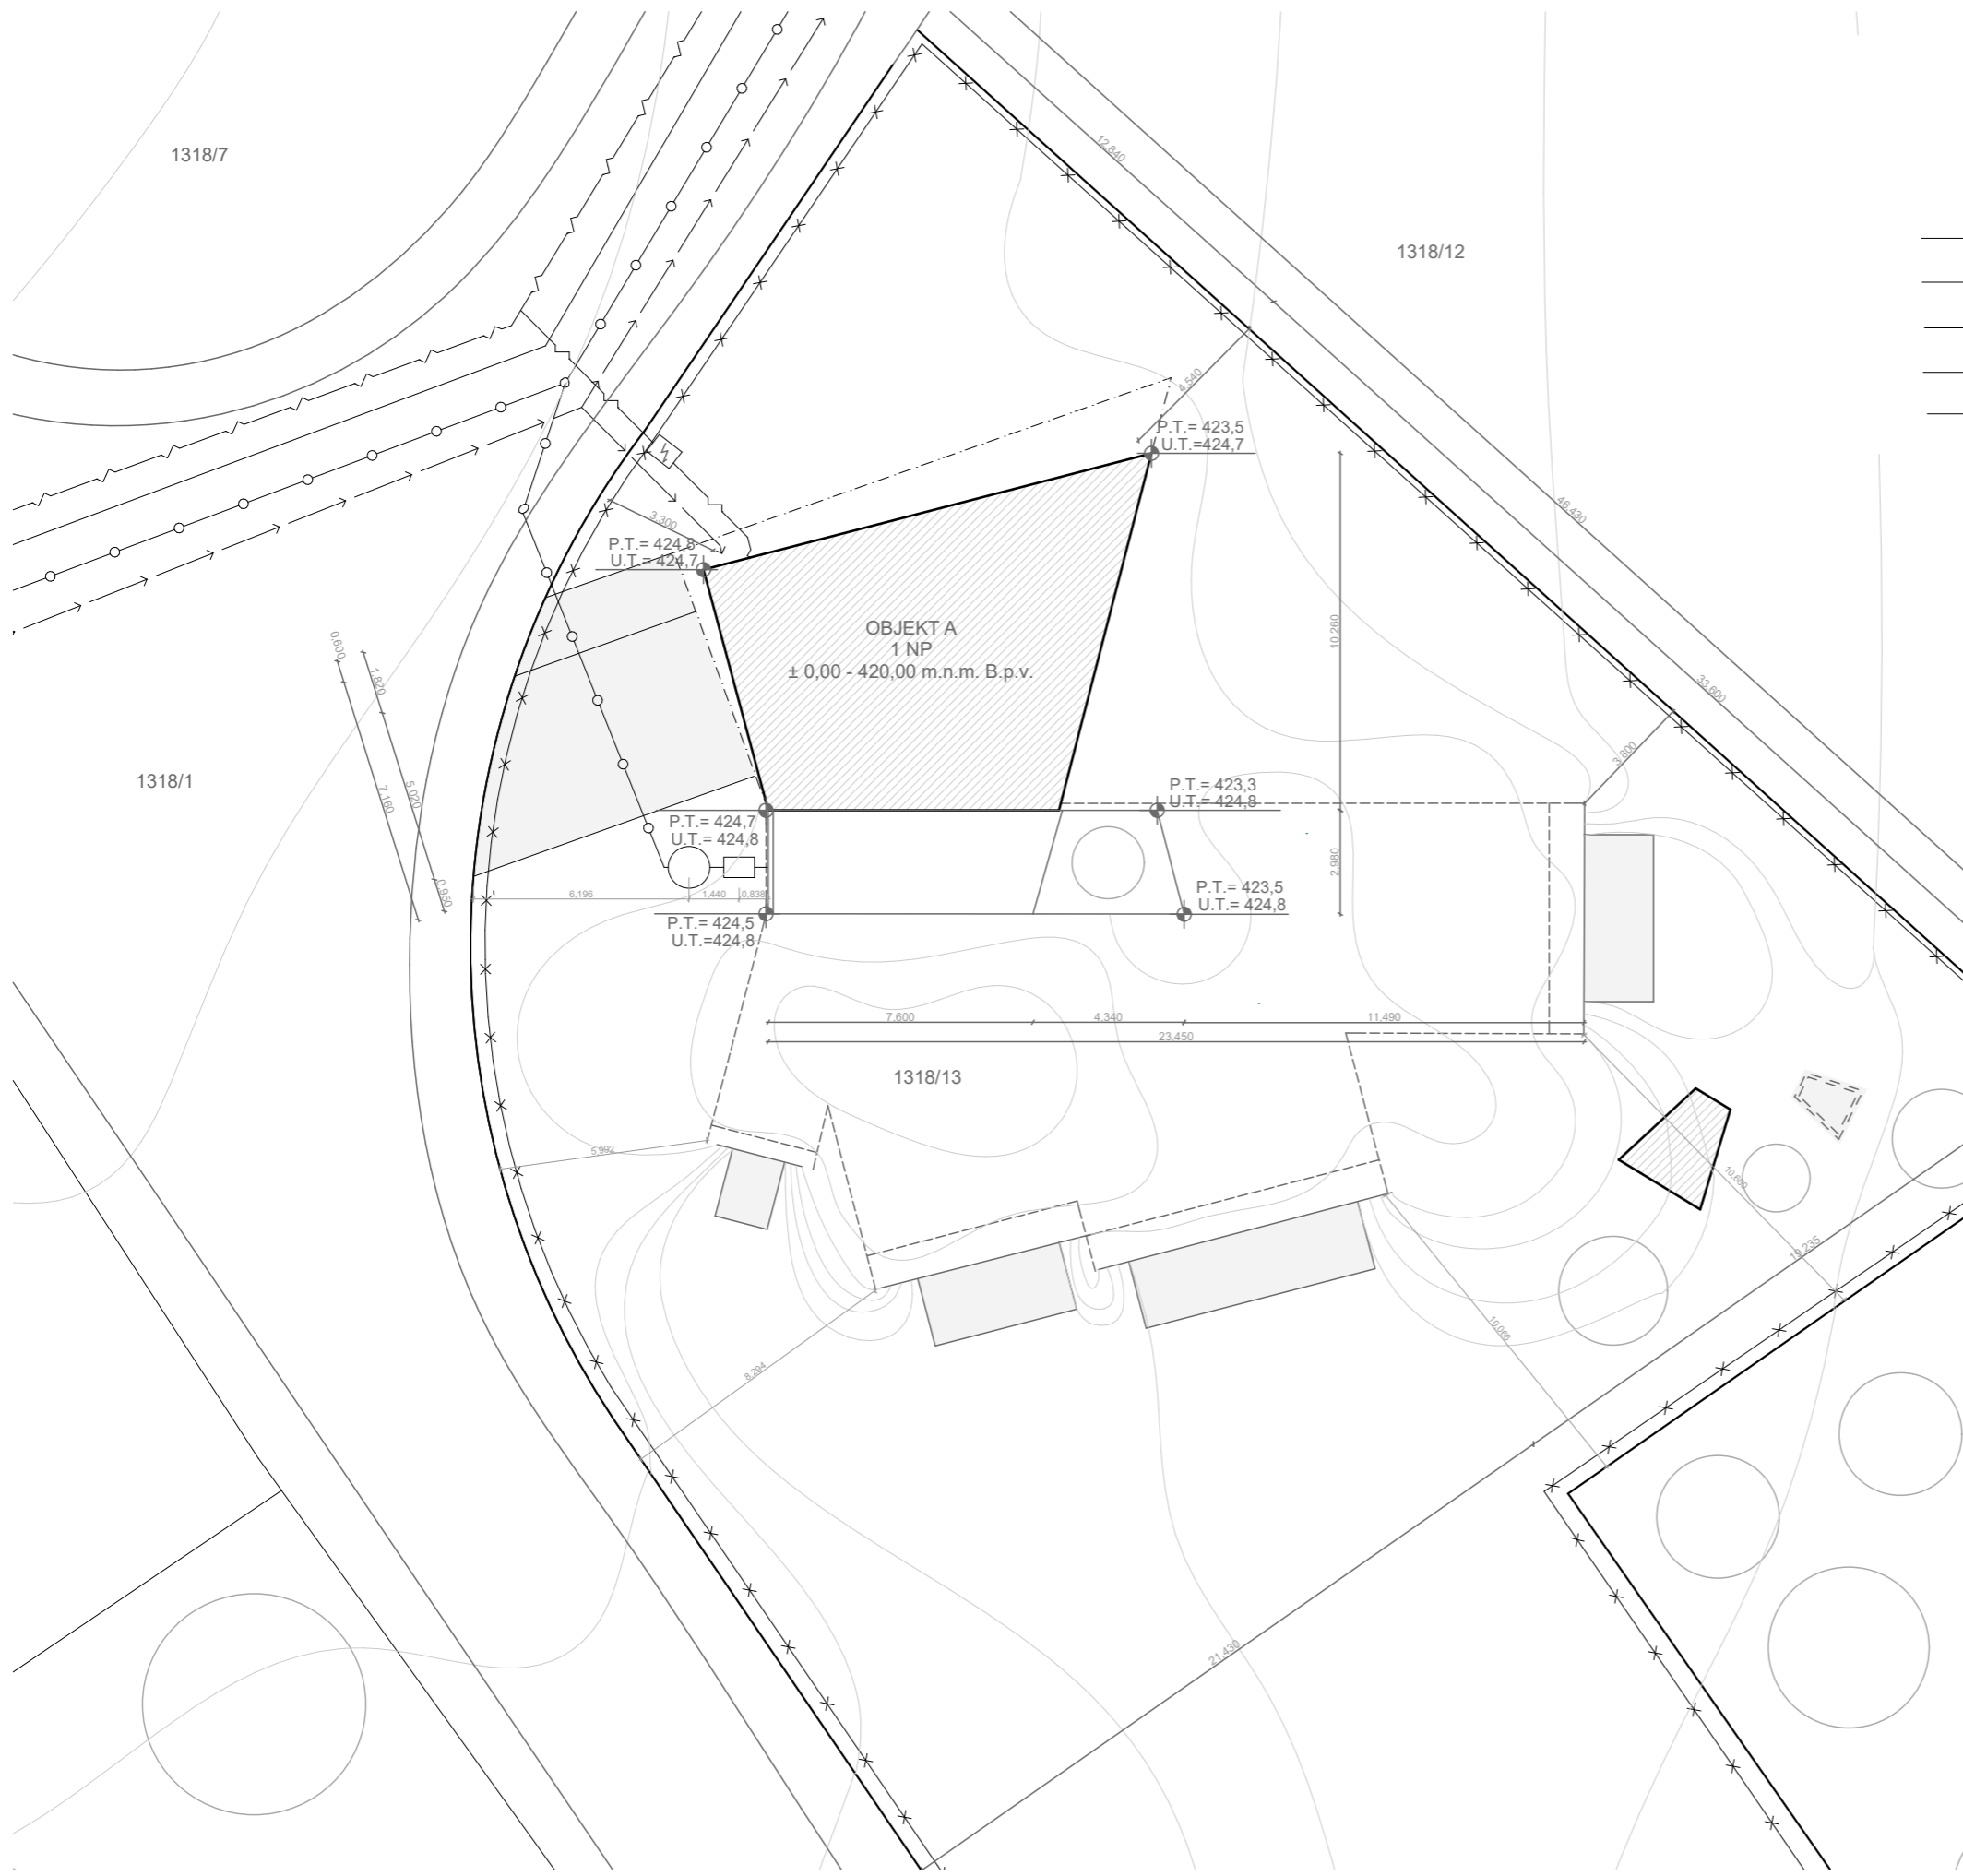 1318/7
12,840
1318/12
4,540
P.T.= 423,5
U.T.=424,7
46,430
3,300
P.T.= 424,8
U.T.= 424,7
OBJEKT A
1 NP
± 0,00 - 420,00 m.n.m. B.p.v.
10,260
0,600
1,820
33,600
3,800
1318/1
7,160
5,020
0,950
P.T.= 423,3
U.T.= 424,8
P.T.= 424,7
U.T.= 424,8
2,980
6,196
1,440
0,838
P.T.= 423,5
U.T.= 424,8
P.T.= 424,5
U.T.=424,8
7,600
4,340
11,490
23,450
1318/13
5,992
10,660
19,235
10,066
8,294
21,430